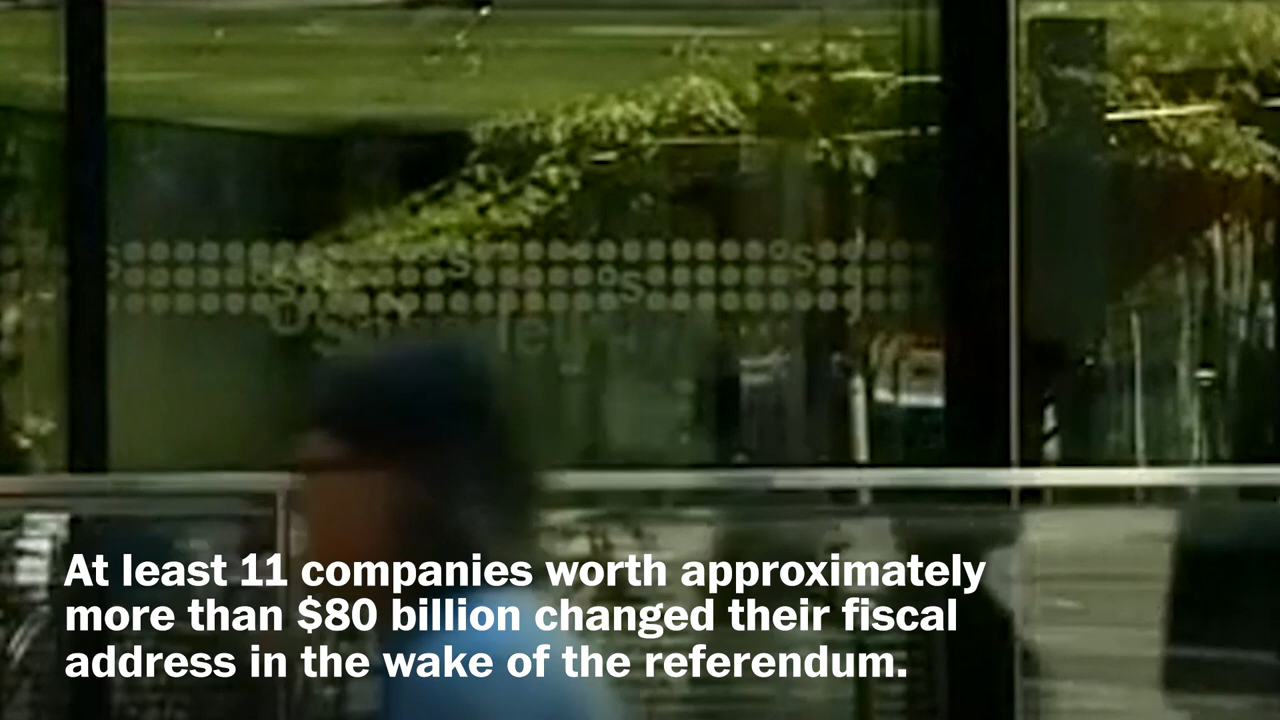 At least 11 companies worth approximately
more than $80 billion changed their fiscal
address in the wake of the referendum.